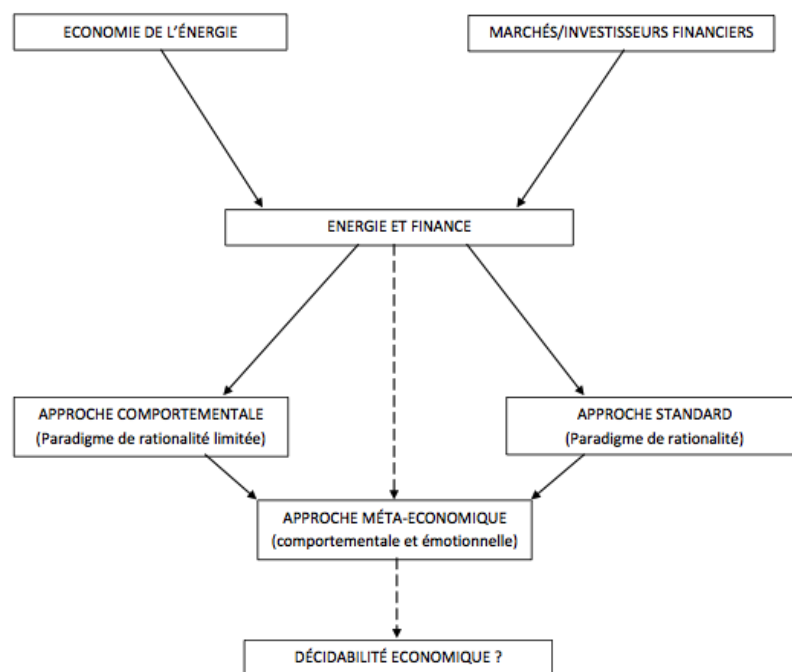 ECONOMIE DE L'ÉNERGIE
MARCHÉS/INVESTISSEURS FINANCIERS
ENERGIE ET FINANCE
APPROCHE COMPORTEMENTALE
(Paradigme de rationalité limitée)
APPROCHE STANDARD
(Paradigme de rationalité)
APPROCHE MÉTA-ECONOMIQUE
(comportementale et émotionnelle)
DÉCIDABILITÉ ECONOMIQUE ?